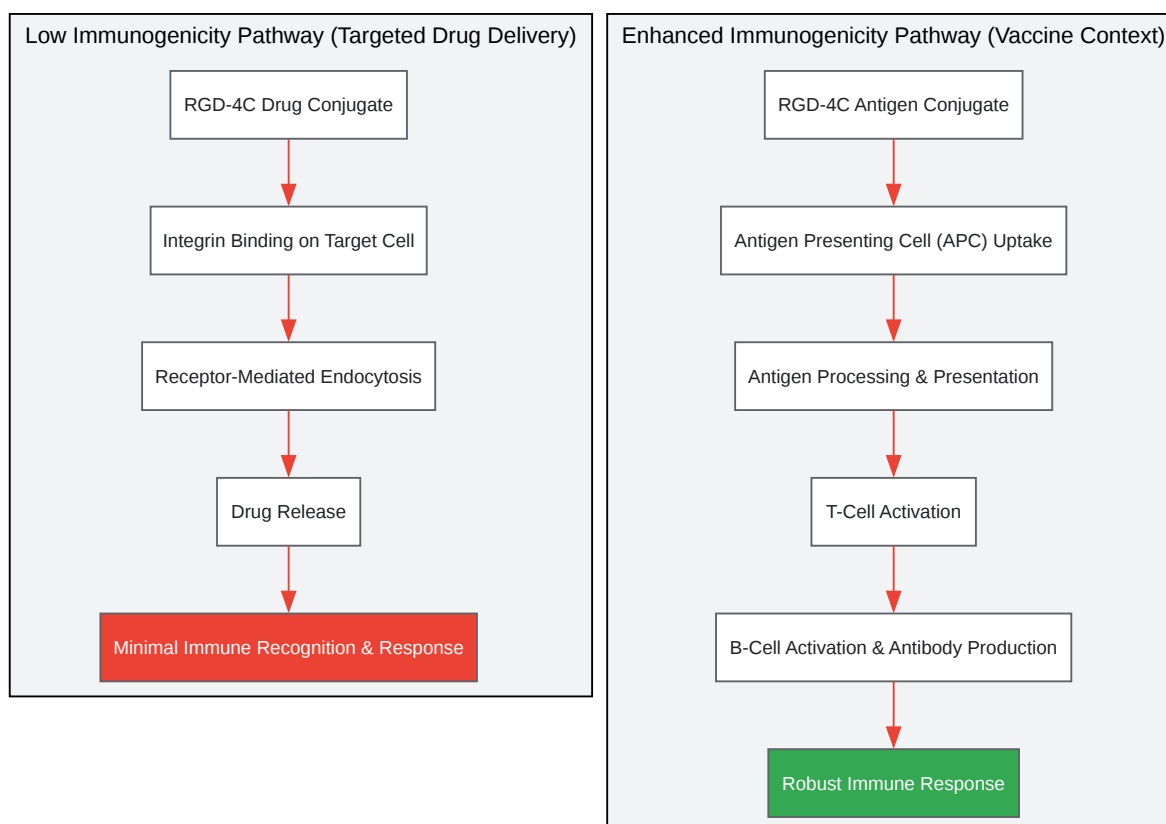 Low Immunogenicity Pathway (Targeted Drug Delivery)
RGD-4C Drug Conjugate
Integrin Binding on Target Cell
Receptor-Mediated Endocytosis
Drug Release
Minimal Immune Recognition & Response
Enhanced Immunogenicity Pathway (Vaccine Context)
RGD-4C Antigen Conjugate
Antigen Presenting Cell (APC) Uptake
Antigen Processing & Presentation
T-Cell Activation
B-Cell Activation & Antibody Production
Robust Immune Response